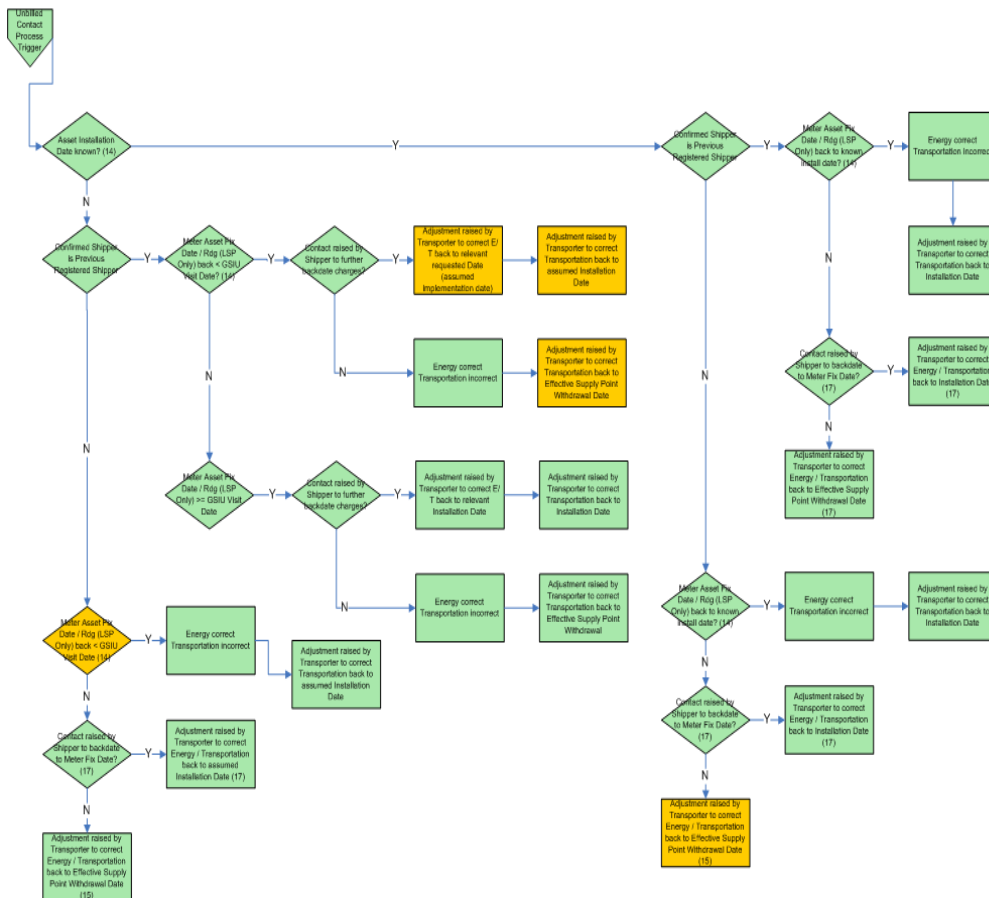 Unbilled
Contact
Process
Trigger
Asset Installation
Date known? (14)
Y
Confirmed Shipper
is Previous
Registered Shipper
Y
Meter Asset Fix
Date / Rdg (LSP
Only) back to known
install date? (14)
Y
Energy correct
Transportation Incorrect
N
Confirmed Shipper
is Previous
Registered Shipper
Y
Meter Asset Fix
Date / Rdg (LSP
Only) back < GSIU
Visit Date? (14)
Y
Contact raised by
Shipper to further
backdate charges?
Y
Adjustment raised by
Transporter to correct E/
T back to relevant
requested Date
(assumed
Implementation date)
Adjustment raised by
Transporter to correct
Transportation back to
assumed Installation
Date
N
Adjustment raised by
Transporter to correct
Transportation back to
Installation Date
N
Energy correct
Transportation incorrect
Adjustment raised by
Transporter to correct
Transportation back to
Effective Supply Point
Withdrawal Date
N
N
Contact raised by
Shipper to backdate
to Meter Fix Date?
(17)
Y
Adjustment raised by
Transporter to correct
Energy / Transportation
back to Installation Date
(17)
N
N
Adjustment raised by
Transporter to correct
Energy / Transportation
back to Effective Supply
Point Withdrawal Date
(17)
Meter Asset Fix
Date / Rdg (LSP
Only) >= GSIU Visit
Date
Y
Contact raised by
Shipper to further
backdate charges?
Y
Adjustment raised by
Transporter to correct E/
T back to relevant
Installation Date
Adjustment raised by
Transporter to correct
Transportation back to
Installation Date
N
Energy correct
Transportation incorrect
Adjustment raised by
Transporter to correct
Transportation back to
Effective Supply Point
Withdrawal
Meter Asset Fix
Date / Rdg (LSP
Only) back to known
install date? (14)
Y
Energy correct
Transportation incorrect
Adjustment raised by
Transporter to correct
Transportation back to
Installation Date
Meter Asset Fix
Date / Rdg (LSP
Only) back < GSIU
Visit Date (14)
Y
Energy correct
Transportation incorrect
Adjustment raised by
Transporter to correct
Transportation back to
assumed Installation
Date
N
N
Contact raised by
Shipper to backdate
to Meter Fix Date?
(17)
Y
Adjustment raised by
Transporter to correct
Energy / Transportation
back to Installation Date
(17)
Contact raised by
Shipper to backdate
to Meter Fix Date?
(17)
Y
Adjustment raised by
Transporter to correct
Energy / Transportation
back to assumed
Installation Date (17)
N
N
Adjustment raised by
Transporter to correct
Energy / Transportation
back to Effective Supply
Point Withdrawal Date
(15)
Adjustment raised by
Transporter to correct
Energy / Transportation
back to Effective Supply
Point Withdrawal Date
(15)